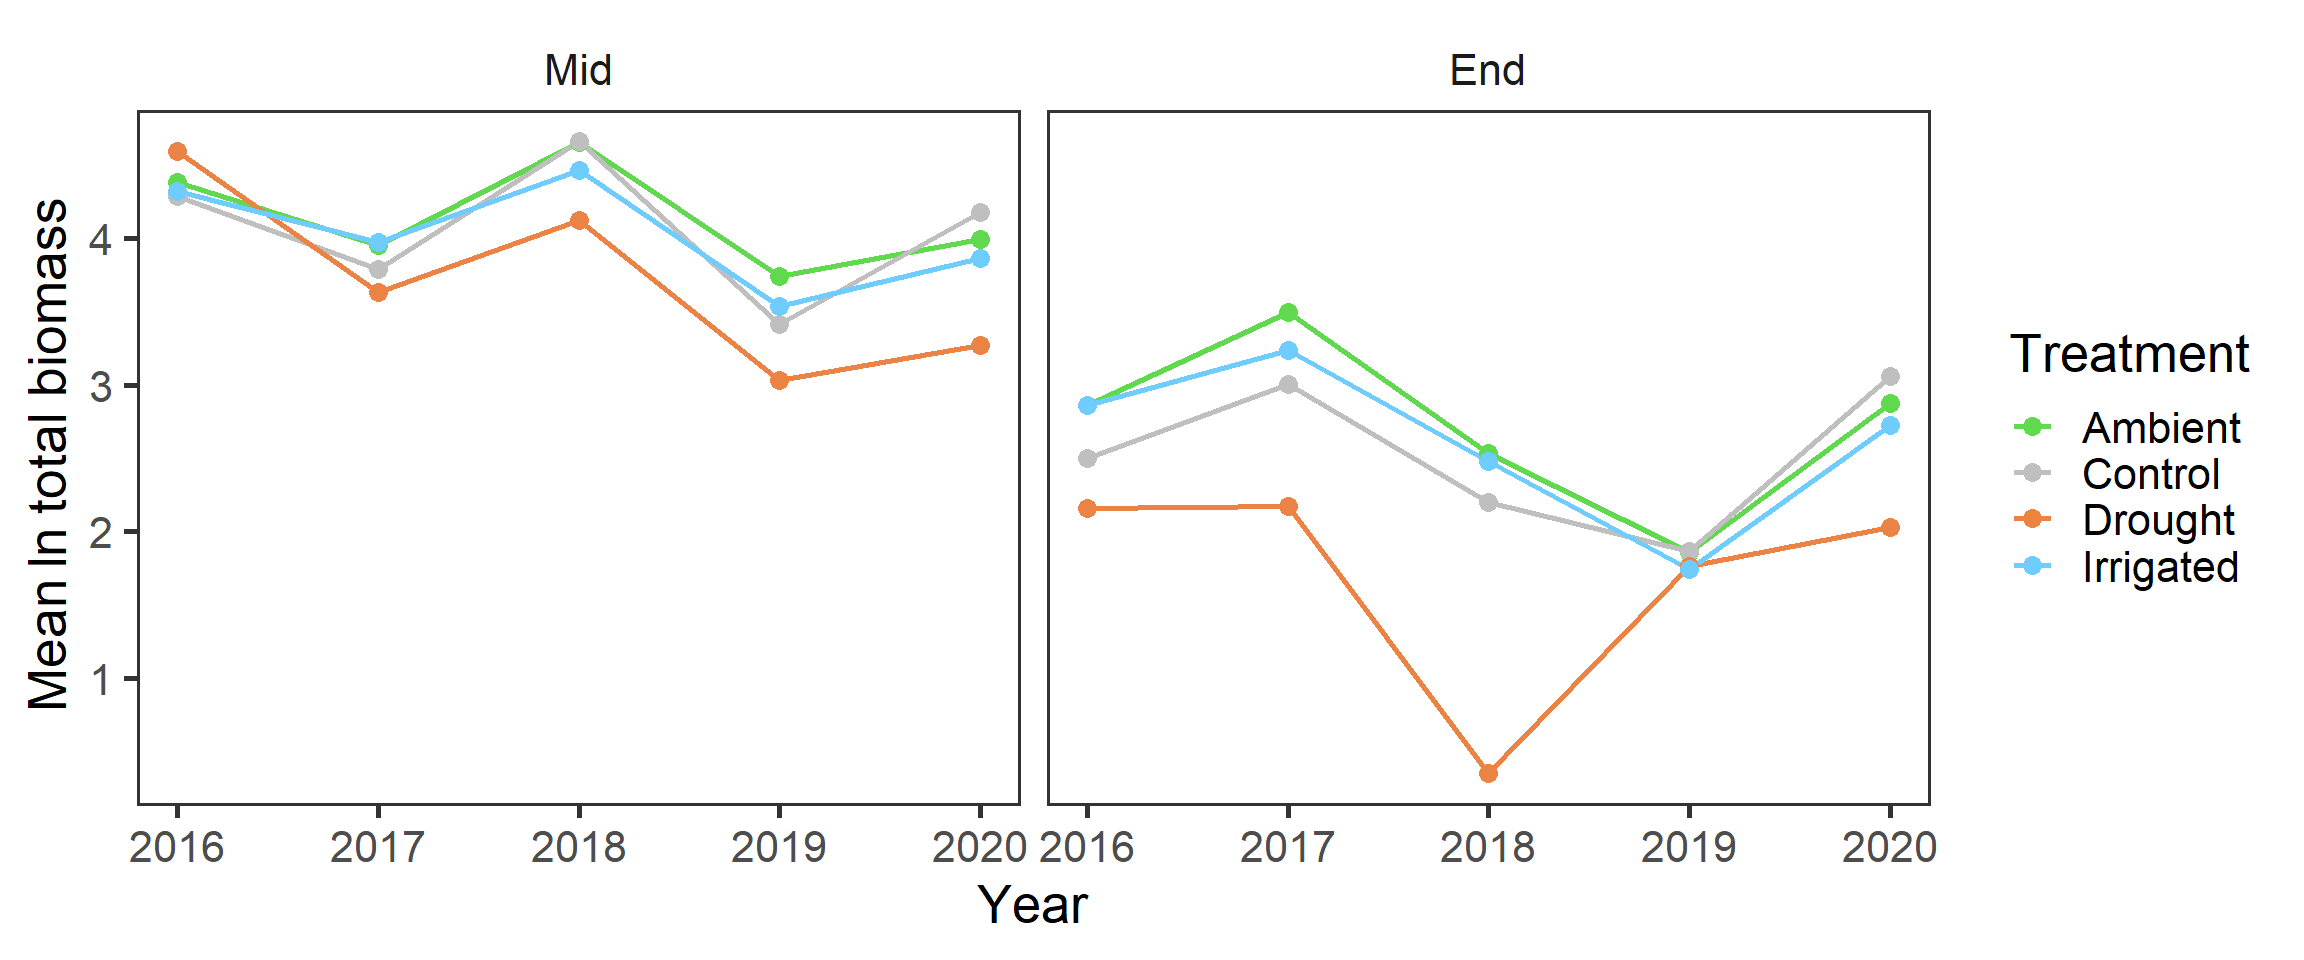 Mid
End
Mean ln total biomass
4
3
2
1
2016 2017 2018 2019 2020
2016 2017 2018 2019 2020
Year
Treatment
Ambient
Control
Drought
Irrigated